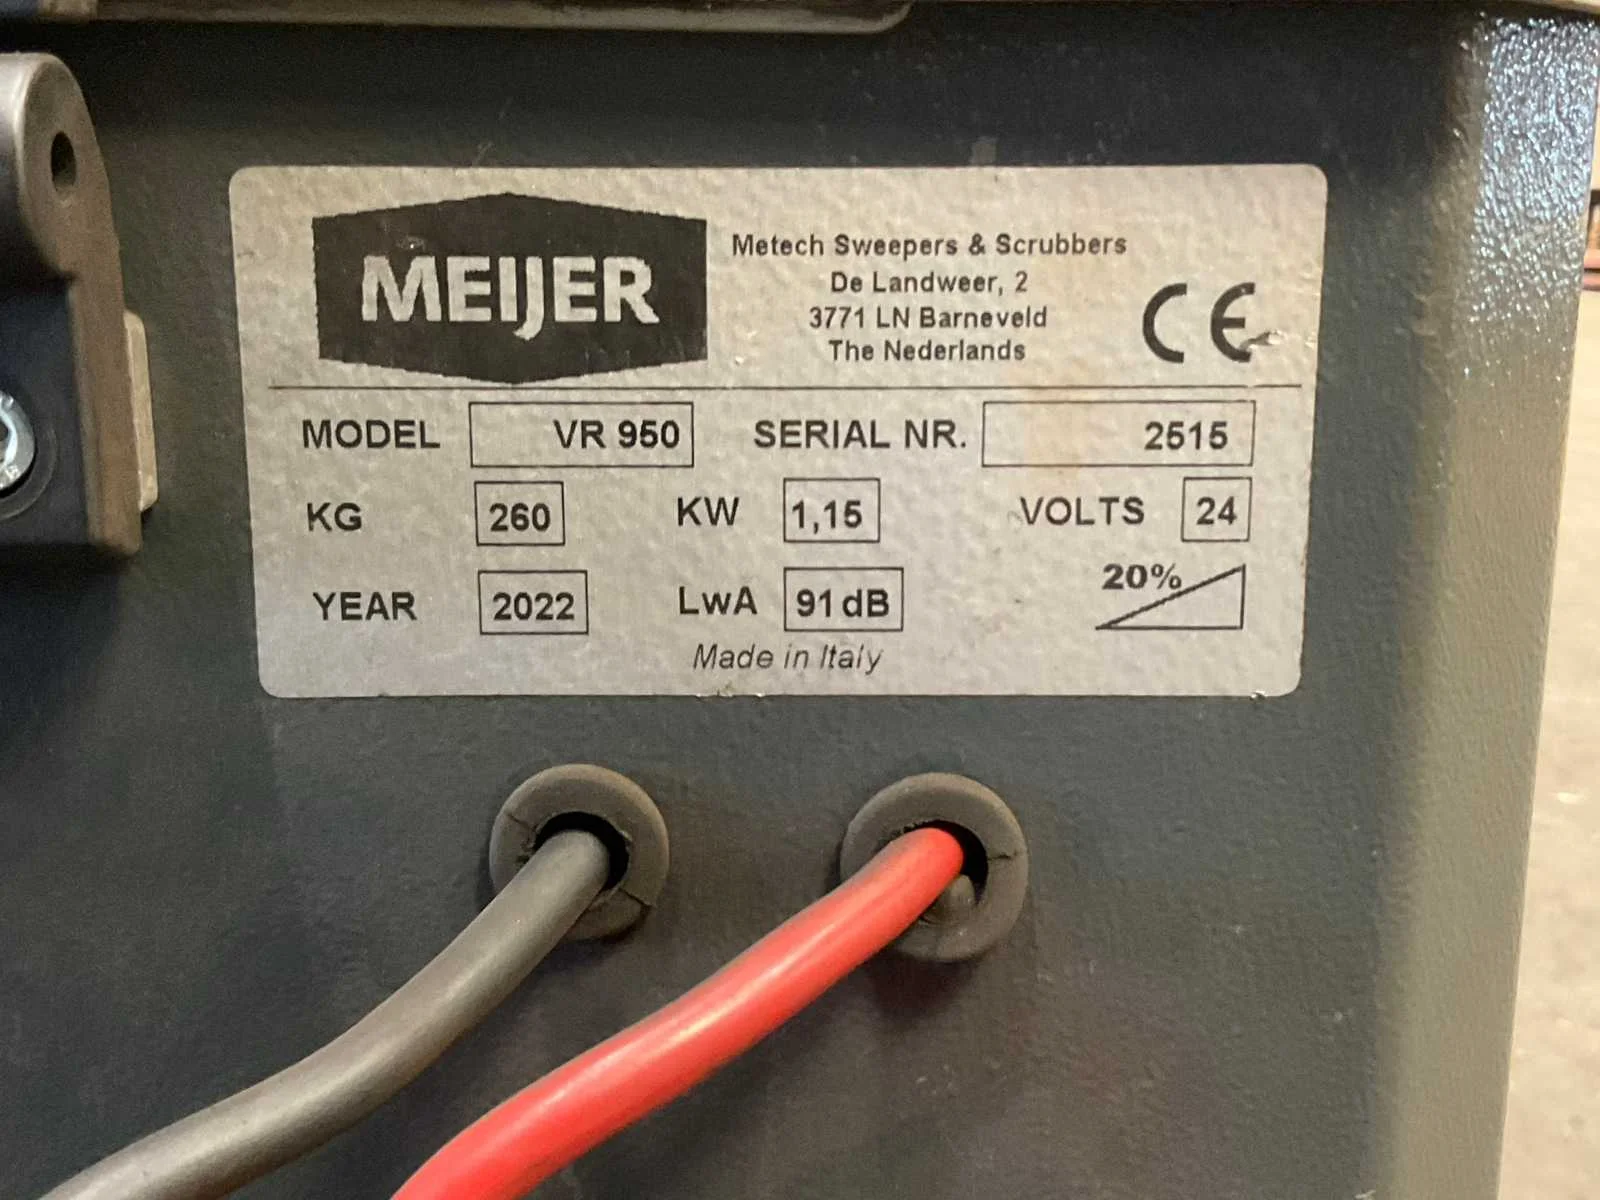 MEIJER
Metech Sweepers & Scrubbers
De Landweer, 2
3771 LN Barneveld
The Nederlands
CE
MODEL VR 950 SERIAL NR. 2515
KG 260 KW 1,15 VOLTS 24
YEAR 2022 LwA 91 dB 20%
Made in Italy